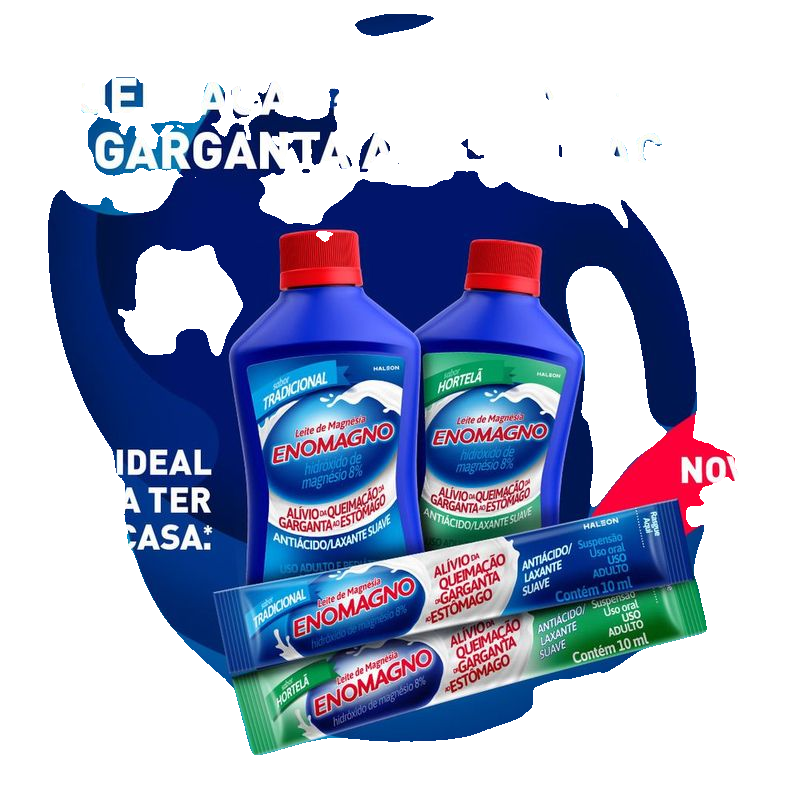 GARGANTA A
IDEAL
A TER
CASA.*
NOV
sabor
TRADICIONAL
HALEON
Leite de Magnésia
ENOMAGNO
hidróxido de
magnésio 8%
ALÍVIO DA QUEIMAÇÃO DA
GARGANTA AO ESTÔMAGO
ANTIÁCIDO/LAXANTE SUAVE
USO ADULTO E
sabor
HORTELÃ
HALEON
Leite de Magnésia
ENOMAGNO
hidróxido de
magnésio 8%
ALÍVIO DA QUEIMAÇÃO DA
GARGANTA AO ESTÔMAGO
ANTIÁCIDO/LAXANTE SUAVE
sabor
TRADICIONAL
Leite de Magnésia
ENOMAGNO
hidróxido de magnésio 8%
ALÍVIO DA
QUEIMAÇÃO
DA GARGANTA
AO ESTÔMAGO
ANTIÁCIDO/
LAXANTE
SUAVE
HALEON
Suspensão
Uso oral
USO
ADULTO
Contém 10 ml
Rasgue
Aqui
sabor
HORTELÃ
Leite de Magnésia
ENOMAGNO
hidróxido de magnésio 8%
ALÍVIO DA
QUEIMAÇÃO
DA GARGANTA
AO ESTÔMAGO
ANTIÁCIDO/
LAXANTE
SUAVE
Suspensão
Uso oral
USO
ADULTO
Contém 10 ml